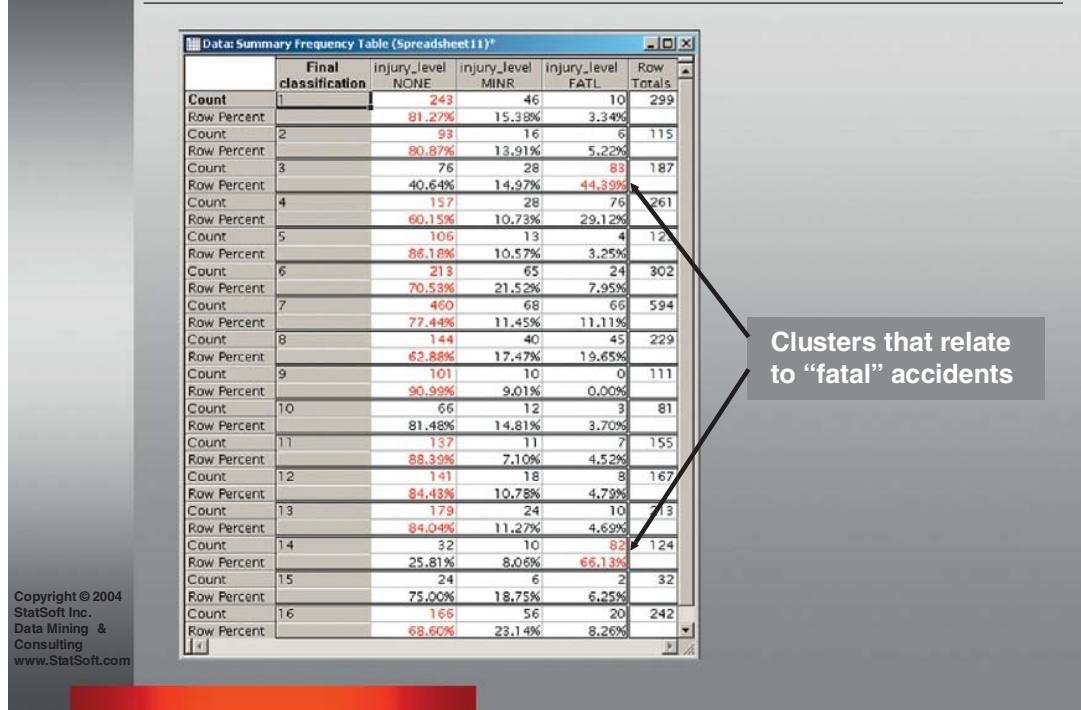 Data: Summary Frequency Table (Spreadsheet11)*
Final classification injury_level NONE injury_level MINR injury_level FATL Row Totals
Count 1 243 46 10 299
Row Percent 81.27% 15.38% 3.34%
Count 2 93 16 6 115
Row Percent 80.87% 13.91% 5.22%
Count 3 76 28 83 187
Row Percent 40.64% 14.97% 44.39%
Count 4 157 28 76 261
Row Percent 60.15% 10.73% 29.12%
Count 5 106 13 4
Row Percent 86.18% 10.57% 3.25%
Count 6 213 65 24 302
Row Percent 70.53% 21.52% 7.95%
Count 7 460 68 66 594
Row Percent 77.44% 11.45% 11.11%
Count 8 144 40 45 229
Row Percent 62.88% 17.47% 19.65%
Count 9 101 10 0 111
Row Percent 90.99% 9.01% 0.00%
Count 10 66 12 3 81
Row Percent 81.48% 14.81% 3.70%
Count 11 137 11 7 155
Row Percent 88.39% 7.10% 4.52%
Count 12 141 18 8 167
Row Percent 84.43% 10.78% 4.79%
Count 13 179 24 10 213
Row Percent 84.04% 11.27% 4.69%
Count 14 32 10 82 124
Row Percent 25.81% 8.06% 66.13%
Count 15 24 6 2 32
Row Percent 75.00% 18.75% 6.25%
Count 16 166 56 20 242
Row Percent 68.60% 23.14% 8.26%
Clusters that relate
to “fatal” accidents
Copyright © 2004
StatSoft Inc.
Data Mining &
Consulting
www.StatSoft.com